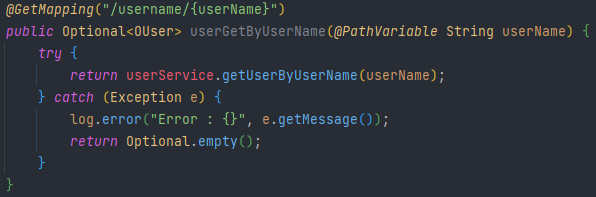 @GetMapping("/username/{userName}")
public Optional<OUser> userGetByUserName(@PathVariable String userName) {
try {
return userService.getUserByUserName(userName);
} catch (Exception e) {
log.error("Error : {}", e.getMessage());
return Optional.empty();
}
}